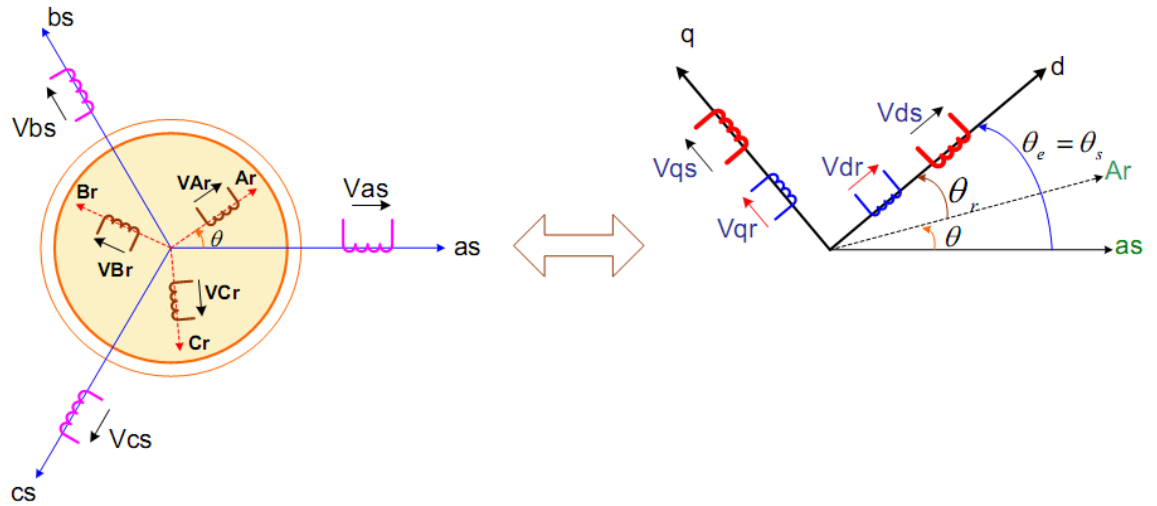 bs
Vbs
Br
VAr
Ar
θ
VBr
VCr
Cr
Vas
as
Vcs
cs
q
Vqs
Vqr
d
Vds
Vdr
θe = θs
Ar
θr
θ
as